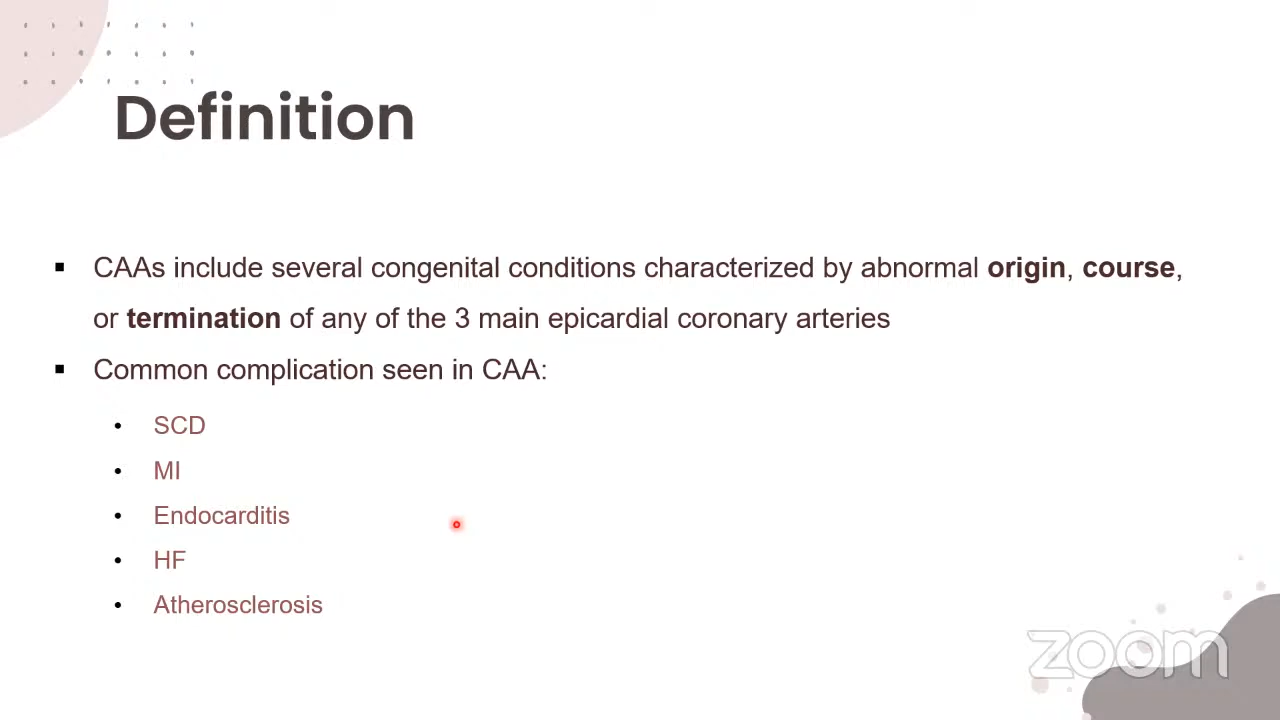 Definition
▪ CAAs include several congenital conditions characterized by abnormal origin, course,
or termination of any of the 3 main epicardial coronary arteries
▪ Common complication seen in CAA:
• SCD
• MI
• Endocarditis
• HF
• Atherosclerosis
zoom